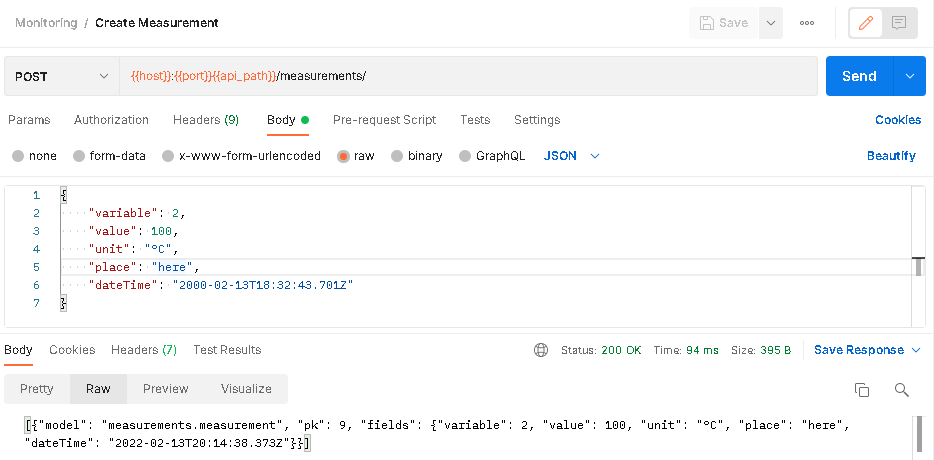 Monitoring / Create Measurement
Save
POST
{{host}}:{{port}}{{api_path}}/measurements/
Send
Params Authorization Headers (9) Body Pre-request Script Tests Settings Cookies
none form-data x-www-form-urlencoded raw binary GraphQL JSON Beautify
1 {
2 "variable": 2,
3 "value": 100,
4 "unit": "°C",
5 "place": "here",
6 "dateTime": "2000-02-13T18:32:43.701Z"
7 }
Body Cookies Headers (7) Test Results Status: 200 OK Time: 94 ms Size: 395 B Save Response
Pretty Raw Preview Visualize
[{"model": "measurements.measurement", "pk": 9, "fields": {"variable": 2, "value": 100, "unit": "°C", "place": "here",
"dateTime": "2022-02-13T20:14:38.373Z"}}]